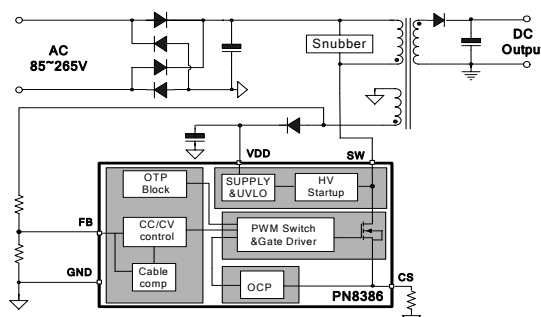 AC
85~265V
Snubber
DC
Outpu
VDD
SW
OTP
Block
SUPPLY
&UVLO
HV
Startup
FB
CC/CV
control
PWM Switch
&Gate Driver
Cable
comp
GND
OCP
CS
PN8386